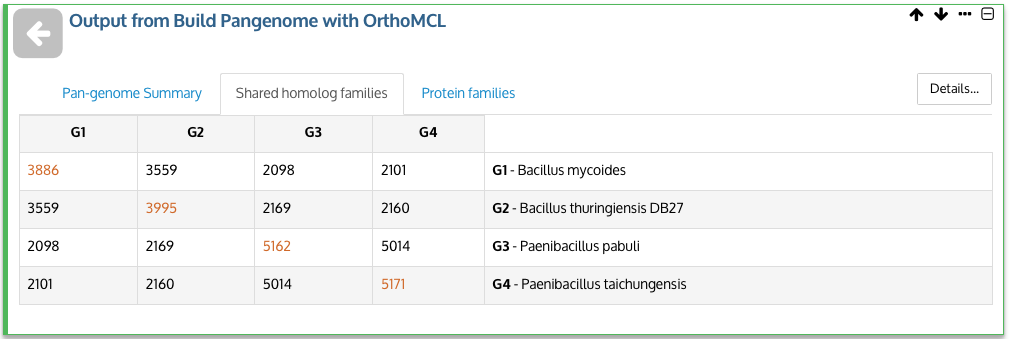 Output from Build Pangenome with OrthoMCL
Pan-genome Summary Shared homolog families Protein families Details...
G1 G2 G3 G4
3886 3559 2098 2101 G1 - Bacillus mycoides
3559 3995 2169 2160 G2 - Bacillus thuringiensis DB27
2098 2169 5162 5014 G3 - Paenibacillus pabuli
2101 2160 5014 5171 G4 - Paenibacillus taichungensis